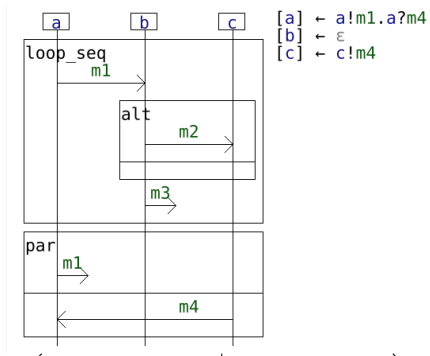 a b c
[a] ← a!m1.a?m4
[b] ← ε
[c] ← c!m4
loop_seq
m1
alt
m2
m3
par
m1
m4